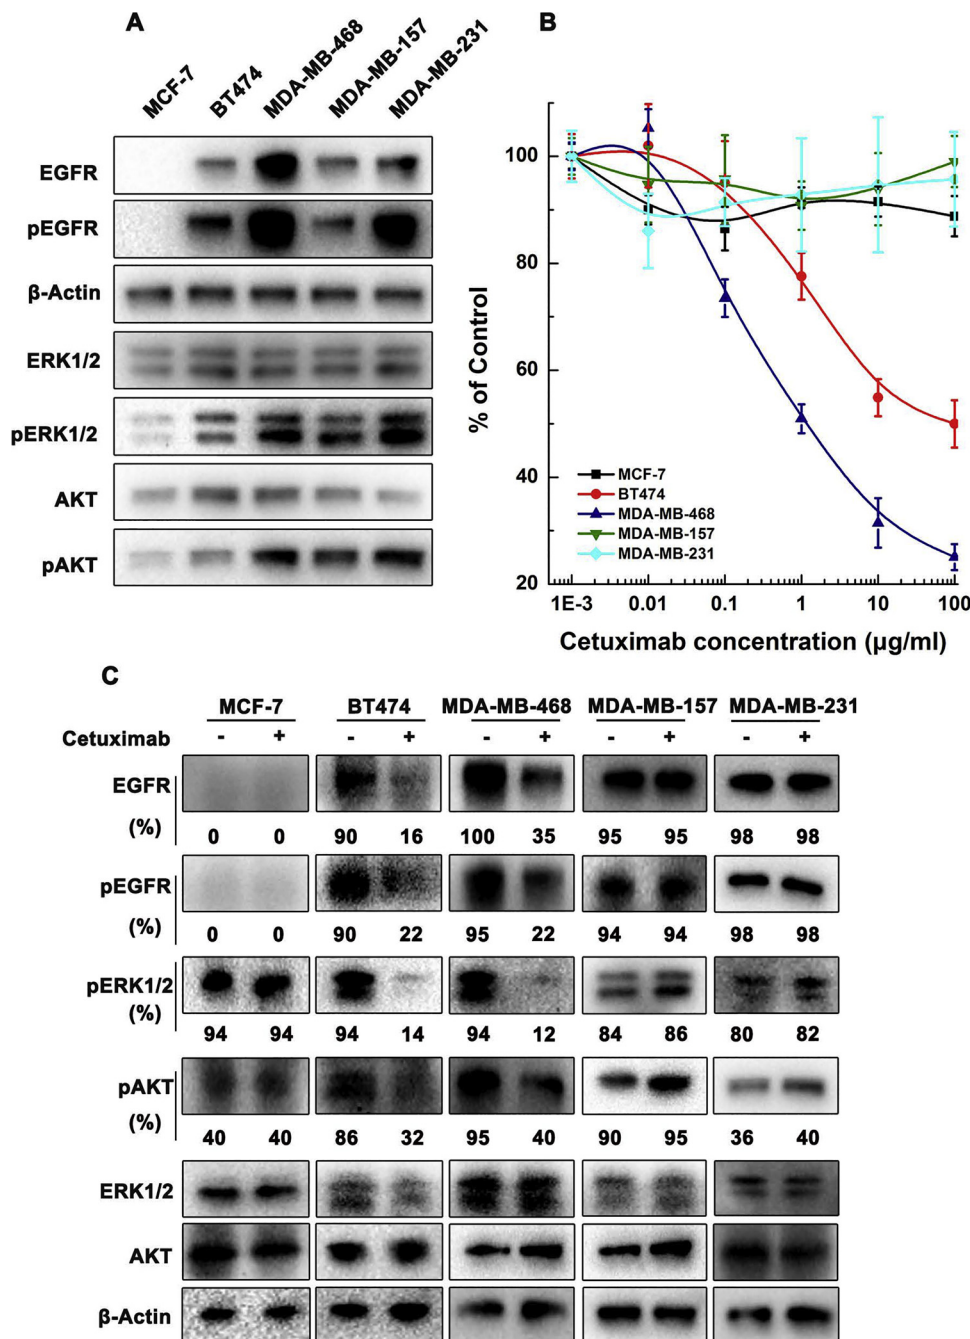 A
MCF-7 BT474 MDA-MB-468 MDA-MB-157 MDA-MB-231
EGFR
pEGFR
β-Actin
ERK1/2
pERK1/2
AKT
pAKT
B
% of Control
100
80
60
40
20
MCF-7
BT474
MDA-MB-468
MDA-MB-157
MDA-MB-231
1E-3 0.01 0.1 1 10 100
Cetuximab concentration (µg/ml)
C
MCF-7 BT474 MDA-MB-468 MDA-MB-157 MDA-MB-231
Cetuximab - + - + - + - + - +
EGFR
(%) 0 0 90 16 100 35 95 95 98 98
pEGFR
(%) 0 0 90 22 95 22 94 94 98 98
pERK1/2
(%)
94 94 94 14 94 12 84 86 80 82
pAKT
(%)
40 40 86 32 95 40 90 95 36 40
ERK1/2
AKT
β-Actin